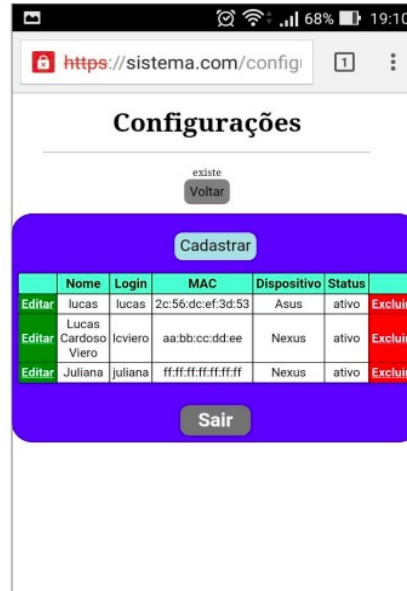 68% 19:10
https://sistema.com/config 1
Configurações
existe
Voltar
Cadastrar
Nome Login MAC Dispositivo Status
Editar lucas lucas 2c:56:dc:ef:3d:53 Asus ativo Excluir
Editar Lucas Cardoso Viero lcviero aa:bb:cc:dd:ee Nexus ativo Excluir
Editar Juliana juliana ff:ff:ff:ff:ff:ff:ff Nexus ativo Excluir
Sair